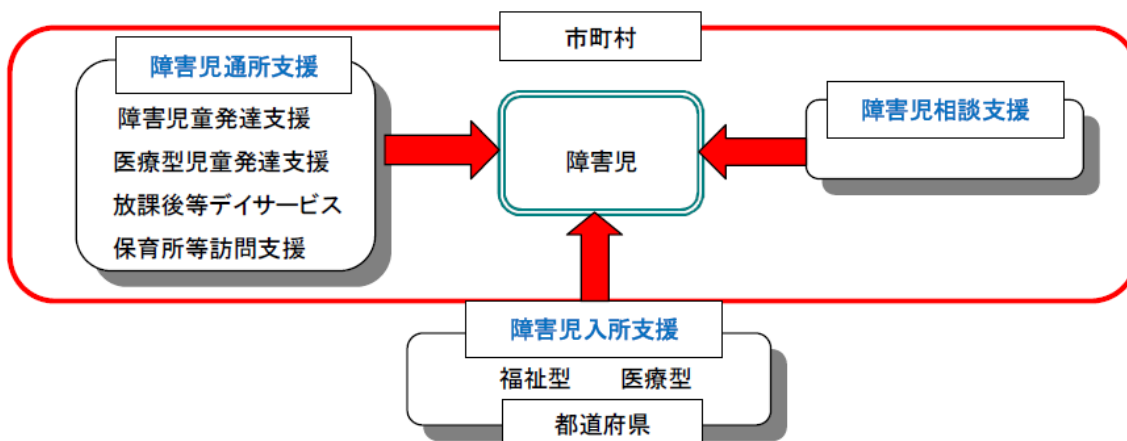 市町村
障害児通所支援
障害児童発達支援
医療型児童発達支援
放課後等デイサービス
保育所等訪問支援
障害児
障害児相談支援
障害児入所支援
福祉型 医療型
都道府県